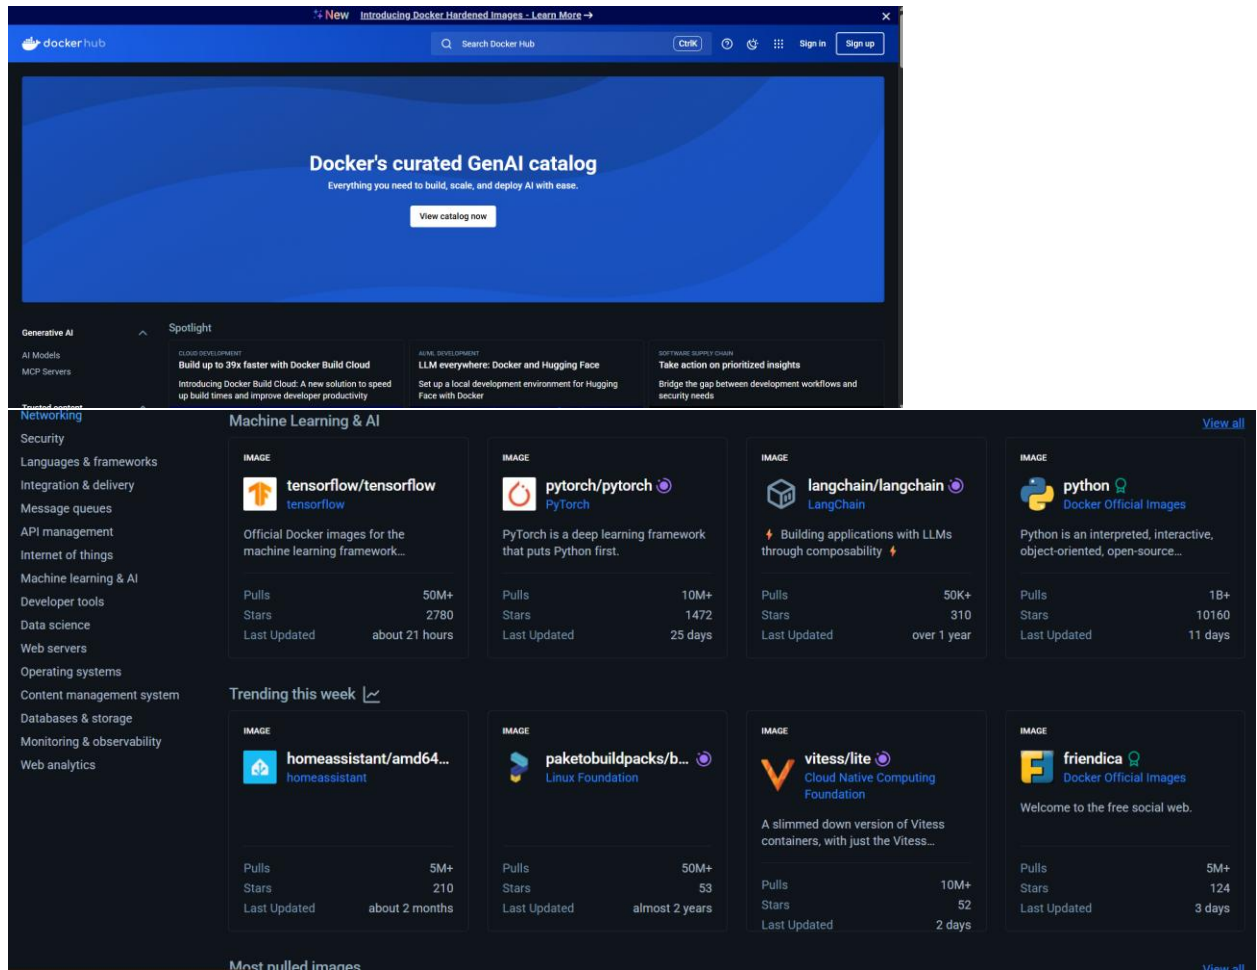 New Introducing Docker Hardened Images - Learn More →
dockerhub
Search Docker Hub
CtrlK
Sign in
Sign up
Docker's curated GenAI catalog
Everything you need to build, scale, and deploy AI with ease.
View catalog now
Generative AI
AI Models
MCP Servers
Trusted content
Spotlight
CLOUD DEVELOPMENT
Build up to 39x faster with Docker Build Cloud
Introducing Docker Build Cloud: A new solution to speed
up build times and improve developer productivity
AI/ML DEVELOPMENT
LLM everywhere: Docker and Hugging Face
Set up a local development environment for Hugging
Face with Docker
SOFTWARE SUPPLY CHAIN
Take action on prioritized insights
Bridge the gap between development workflows and
security needs
Networking
Security
Languages & frameworks
Integration & delivery
Message queues
API management
Internet of things
Machine learning & AI
Developer tools
Data science
Web servers
Operating systems
Content management system
Databases & storage
Monitoring & observability
Web analytics
Machine Learning & AI
View all
IMAGE
tensorflow/tensorflow
tensorflow
Official Docker images for the
machine learning framework...
Pulls 50M+
Stars 2780
Last Updated about 21 hours
IMAGE
pytorch/pytorch
PyTorch
PyTorch is a deep learning framework
that puts Python first.
Pulls 10M+
Stars 1472
Last Updated 25 days
IMAGE
langchain/langchain
LangChain
⚡ Building applications with LLMs
through composability ⚡
Pulls 50K+
Stars 310
Last Updated over 1 year
IMAGE
python
Docker Official Images
Python is an interpreted, interactive,
object-oriented, open-source...
Pulls 1B+
Stars 10160
Last Updated 11 days
Trending this week
IMAGE
homeassistant/amd64...
homeassistant
Pulls 5M+
Stars 210
Last Updated about 2 months
IMAGE
paketobuildpacks/b...
Linux Foundation
Pulls 50M+
Stars 53
Last Updated almost 2 years
IMAGE
vitess/lite
Cloud Native Computing
Foundation
A slimmed down version of Vitess
containers, with just the Vitess...
Pulls 10M+
Stars 52
Last Updated 2 days
IMAGE
friendica
Docker Official Images
Welcome to the free social web.
Pulls 5M+
Stars 124
Last Updated 3 days
Most pulled images
View all